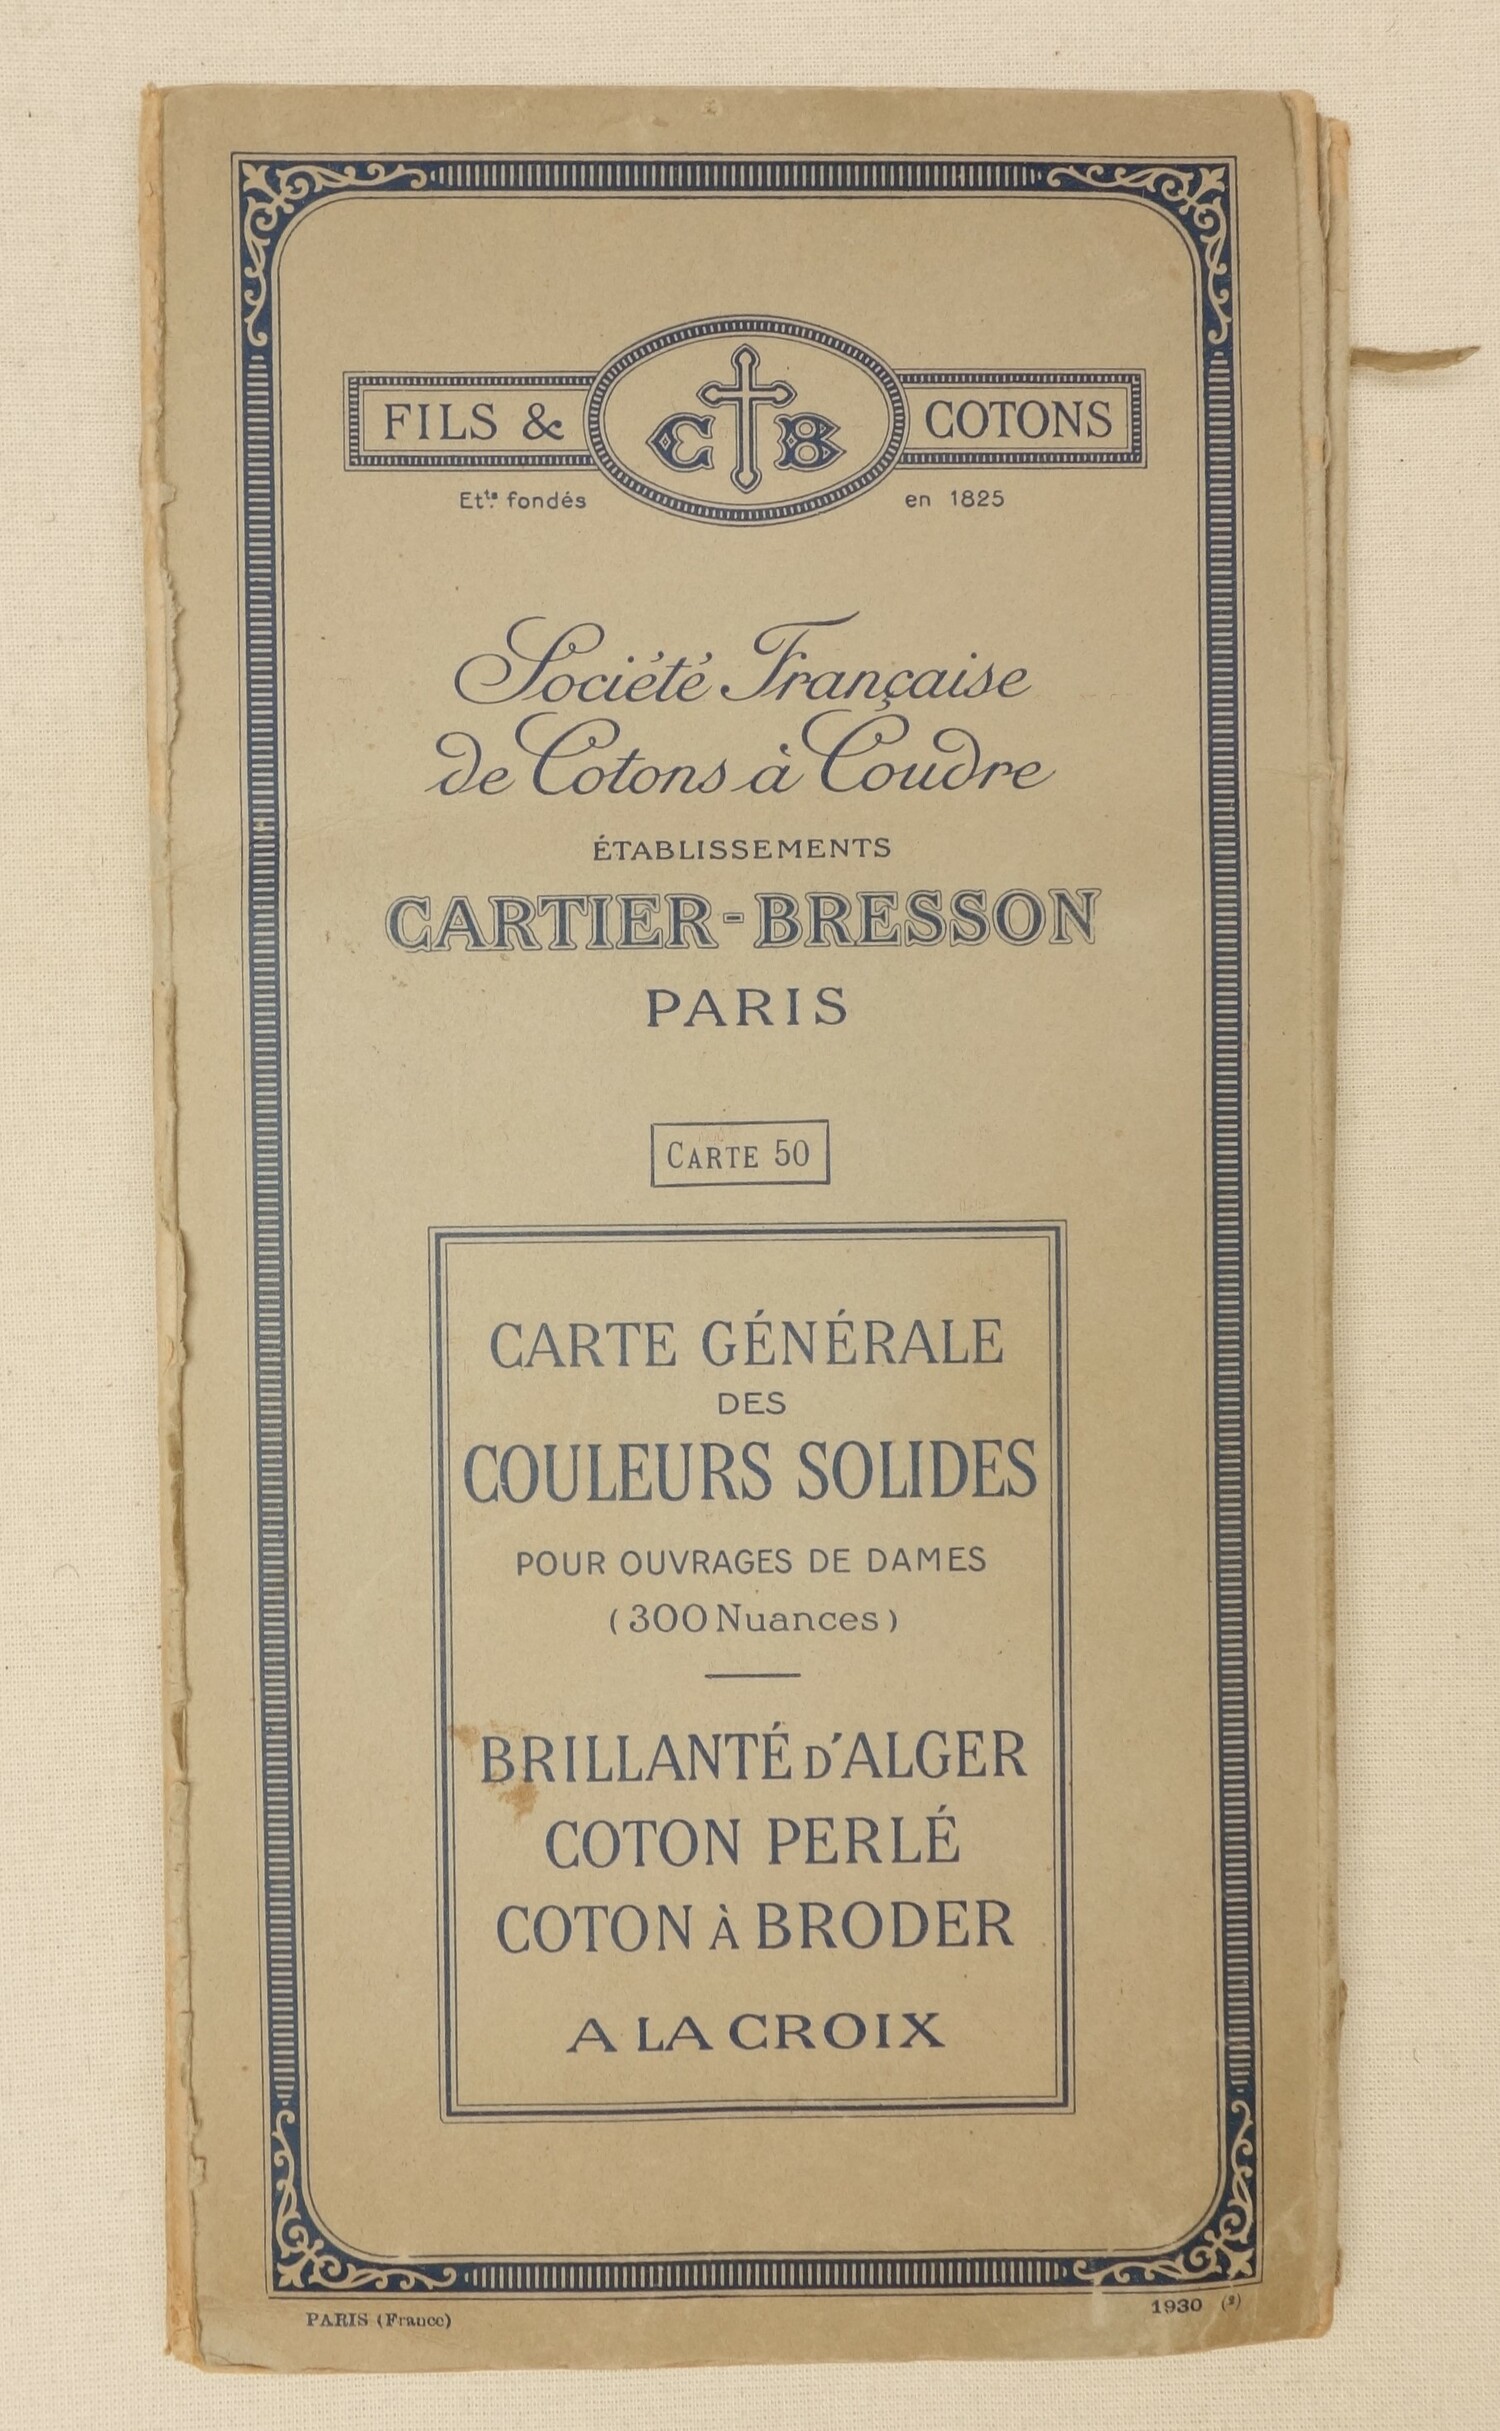 FILS & CB COTONS
Etts fondés en 1825
Société Française
de Cotons à Coudre
ÉTABLISSEMENTS
CARTIER-BRESSON
PARIS
CARTE 50
CARTE GÉNÉRALE
DES
COULEURS SOLIDES
POUR OUVRAGES DE DAMES
(300 Nuances)
BRILLANTÉ D'ALGER
COTON PERLÉ
COTON À BRODER
A LA CROIX
PARIS (France) 1930 (2)